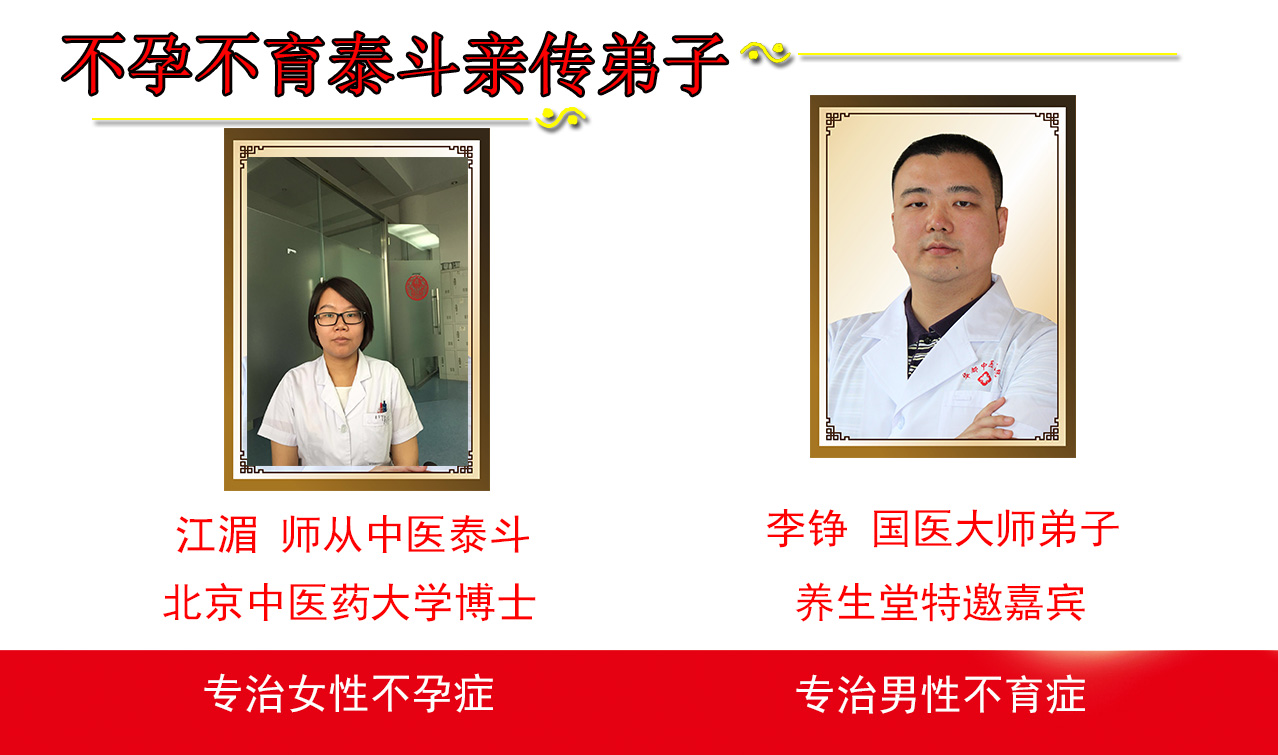 不孕不育泰斗亲传弟子
江湄 师从中医泰斗
北京中医药大学博士
李铮 国医大师弟子
养生堂特邀嘉宾
专治女性不孕症
专治男性不育症